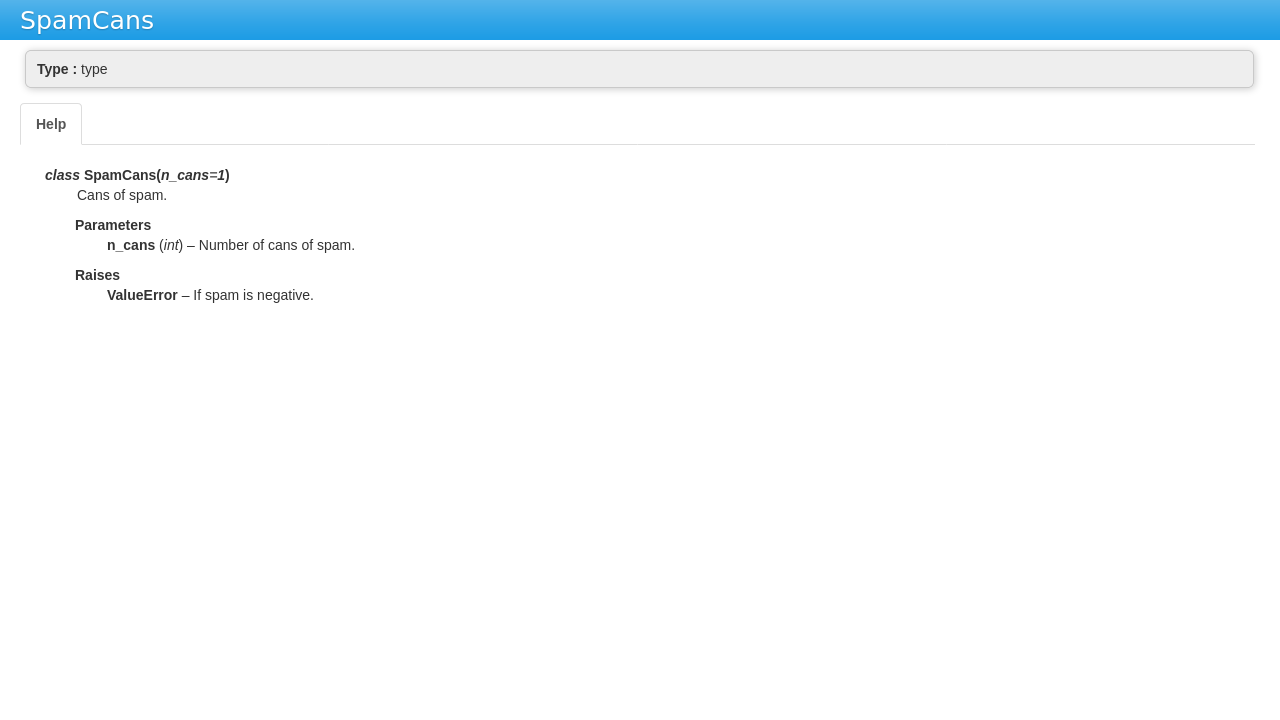 SpamCans
Type : type
Help
class SpamCans(n_cans=1)
Cans of spam.
Parameters
n_cans (int) – Number of cans of spam.
Raises
ValueError – If spam is negative.